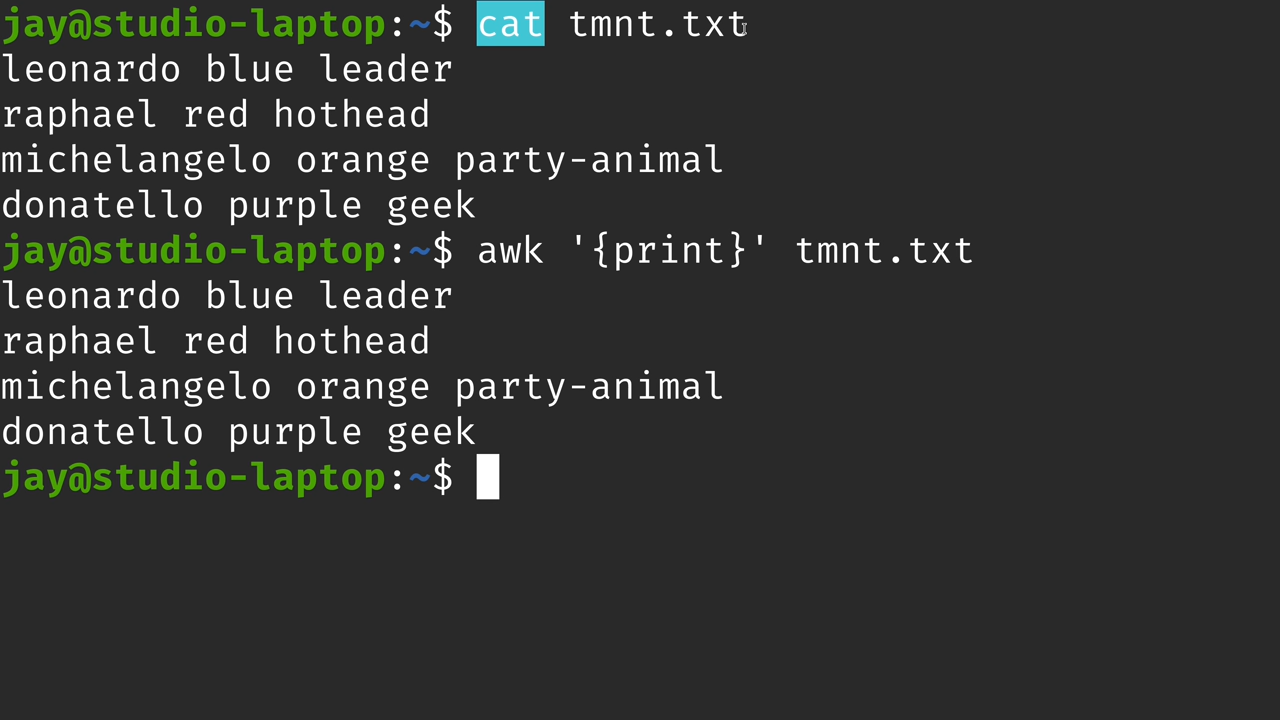 jay@studio-laptop:~$ cat tmnt.txt
leonardo blue leader
raphael red hothead
michelangelo orange party-animal
donatello purple geek
jay@studio-laptop:~$ awk '{print}' tmnt.txt
leonardo blue leader
raphael red hothead
michelangelo orange party-animal
donatello purple geek
jay@studio-laptop:~$